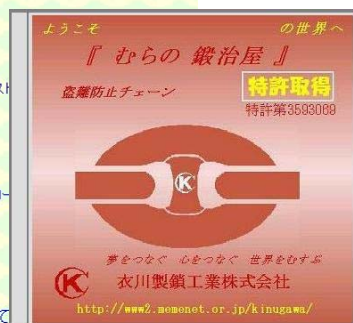 ようこそ の世界へ
『 むらの 鍛治屋 』
盗難防止チェーン
特許取得
特許第3593069
K
夢をつなぐ 心をつなぐ 世界をむすぶ
K 衣川製鎖工業株式会社
http://www2.memenet.or.jp/kinugawa/